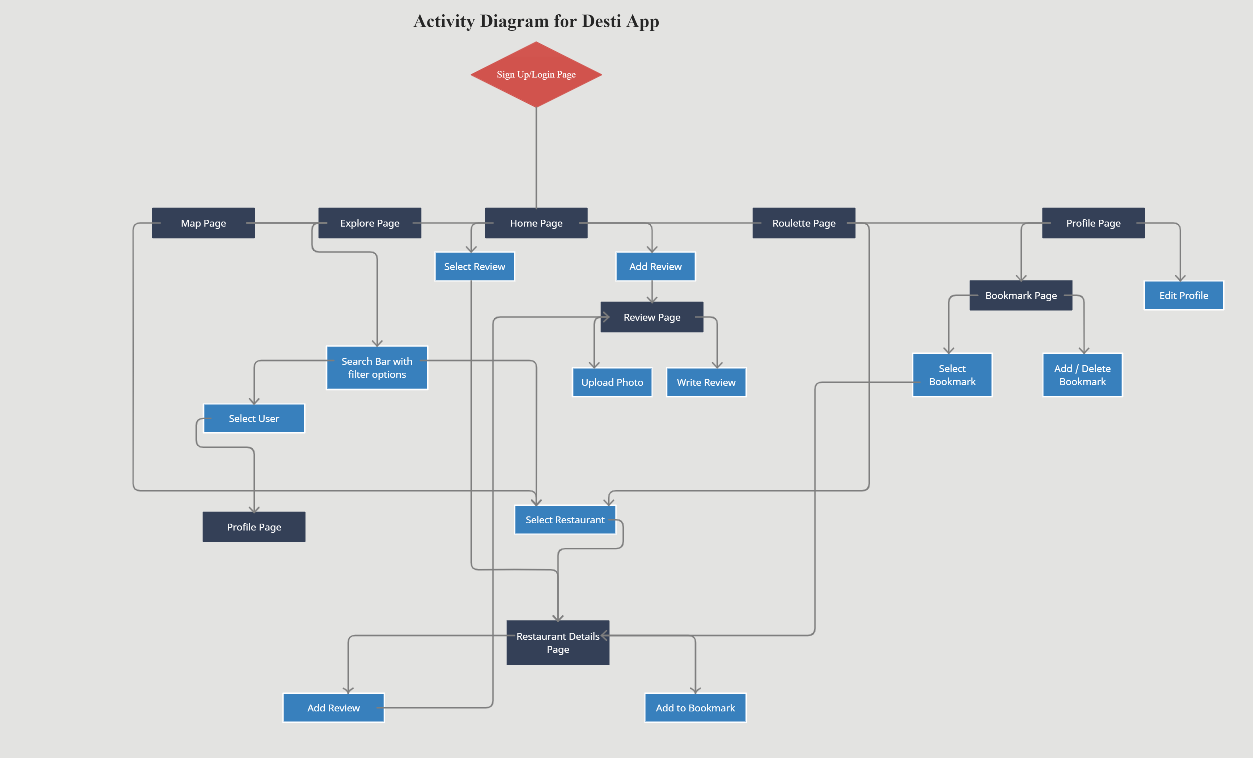 Activity Diagram for Desti App
Sign Up/Login Page
Map Page
Explore Page
Home Page
Roulette Page
Profile Page
Select Review
Add Review
Bookmark Page
Edit Profile
Review Page
Search Bar with
filter options
Upload Photo
Write Review
Select
Bookmark
Add / Delete
Bookmark
Select User
Profile Page
Select Restaurant
Restaurant Details
Page
Add Review
Add to Bookmark